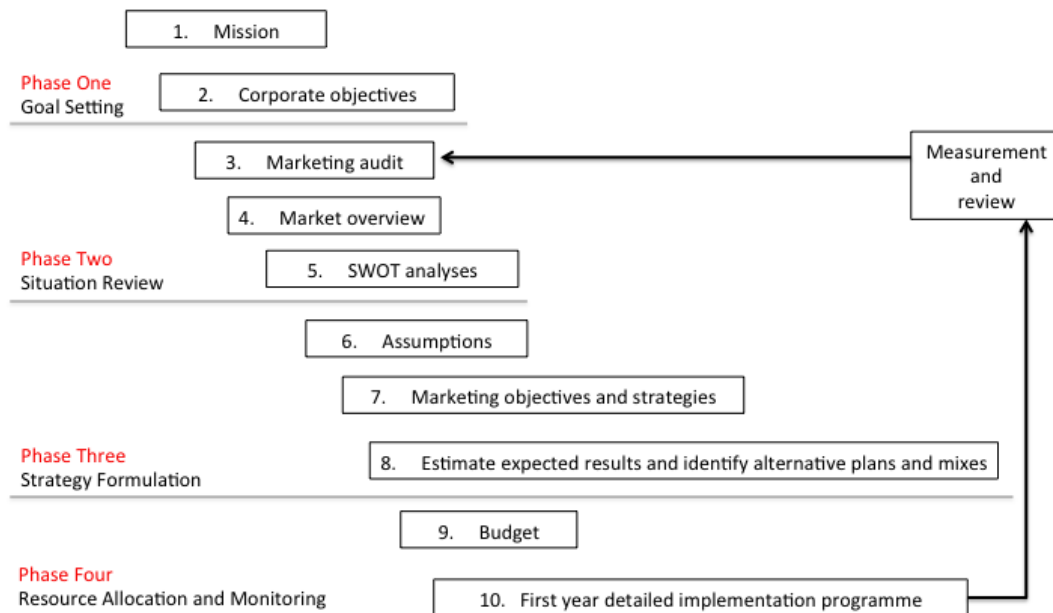 1. Mission
Phase One
Goal Setting
2. Corporate objectives
3. Marketing audit
Measurement
and
review
4. Market overview
Phase Two
Situation Review
5. SWOT analyses
6. Assumptions
7. Marketing objectives and strategies
Phase Three
Strategy Formulation
8. Estimate expected results and identify alternative plans and mixes
9. Budget
Phase Four
Resource Allocation and Monitoring
10. First year detailed implementation programme